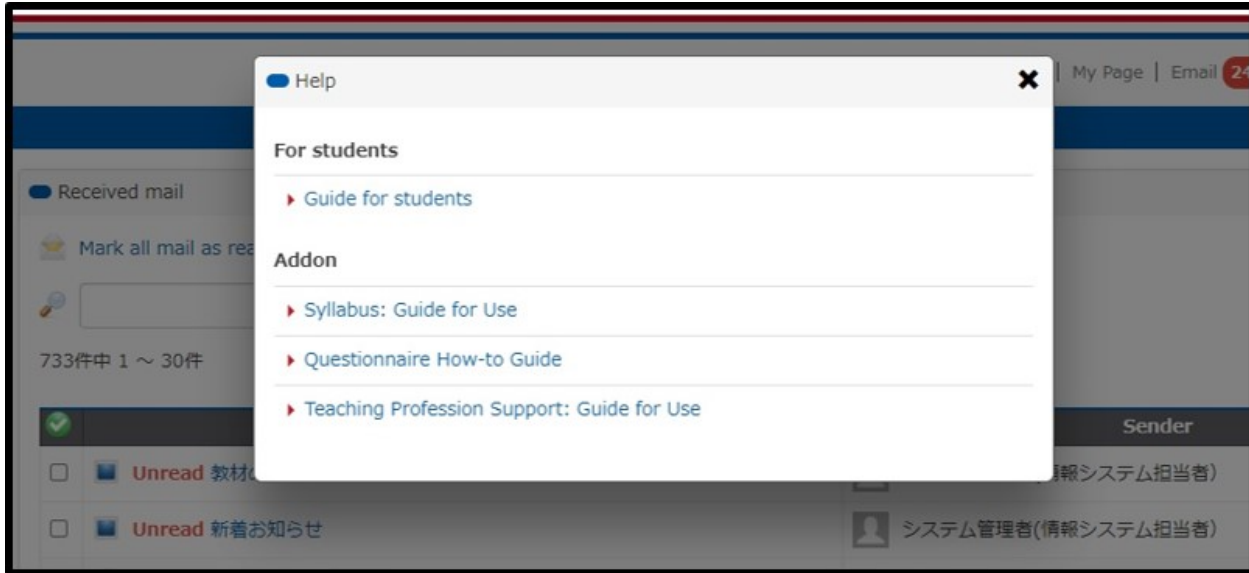 Help
| My Page | Email 24
For students
Received mail
Guide for students
Mark all mail as rea
Addon
Syllabus: Guide for Use
733件中 1 ～ 30件
Questionnaire How-to Guide
Teaching Profession Support: Guide for Use
Sender
Unread 教材
報システム担当者)
Unread 新着お知らせ
システム管理者(情報システム担当者)